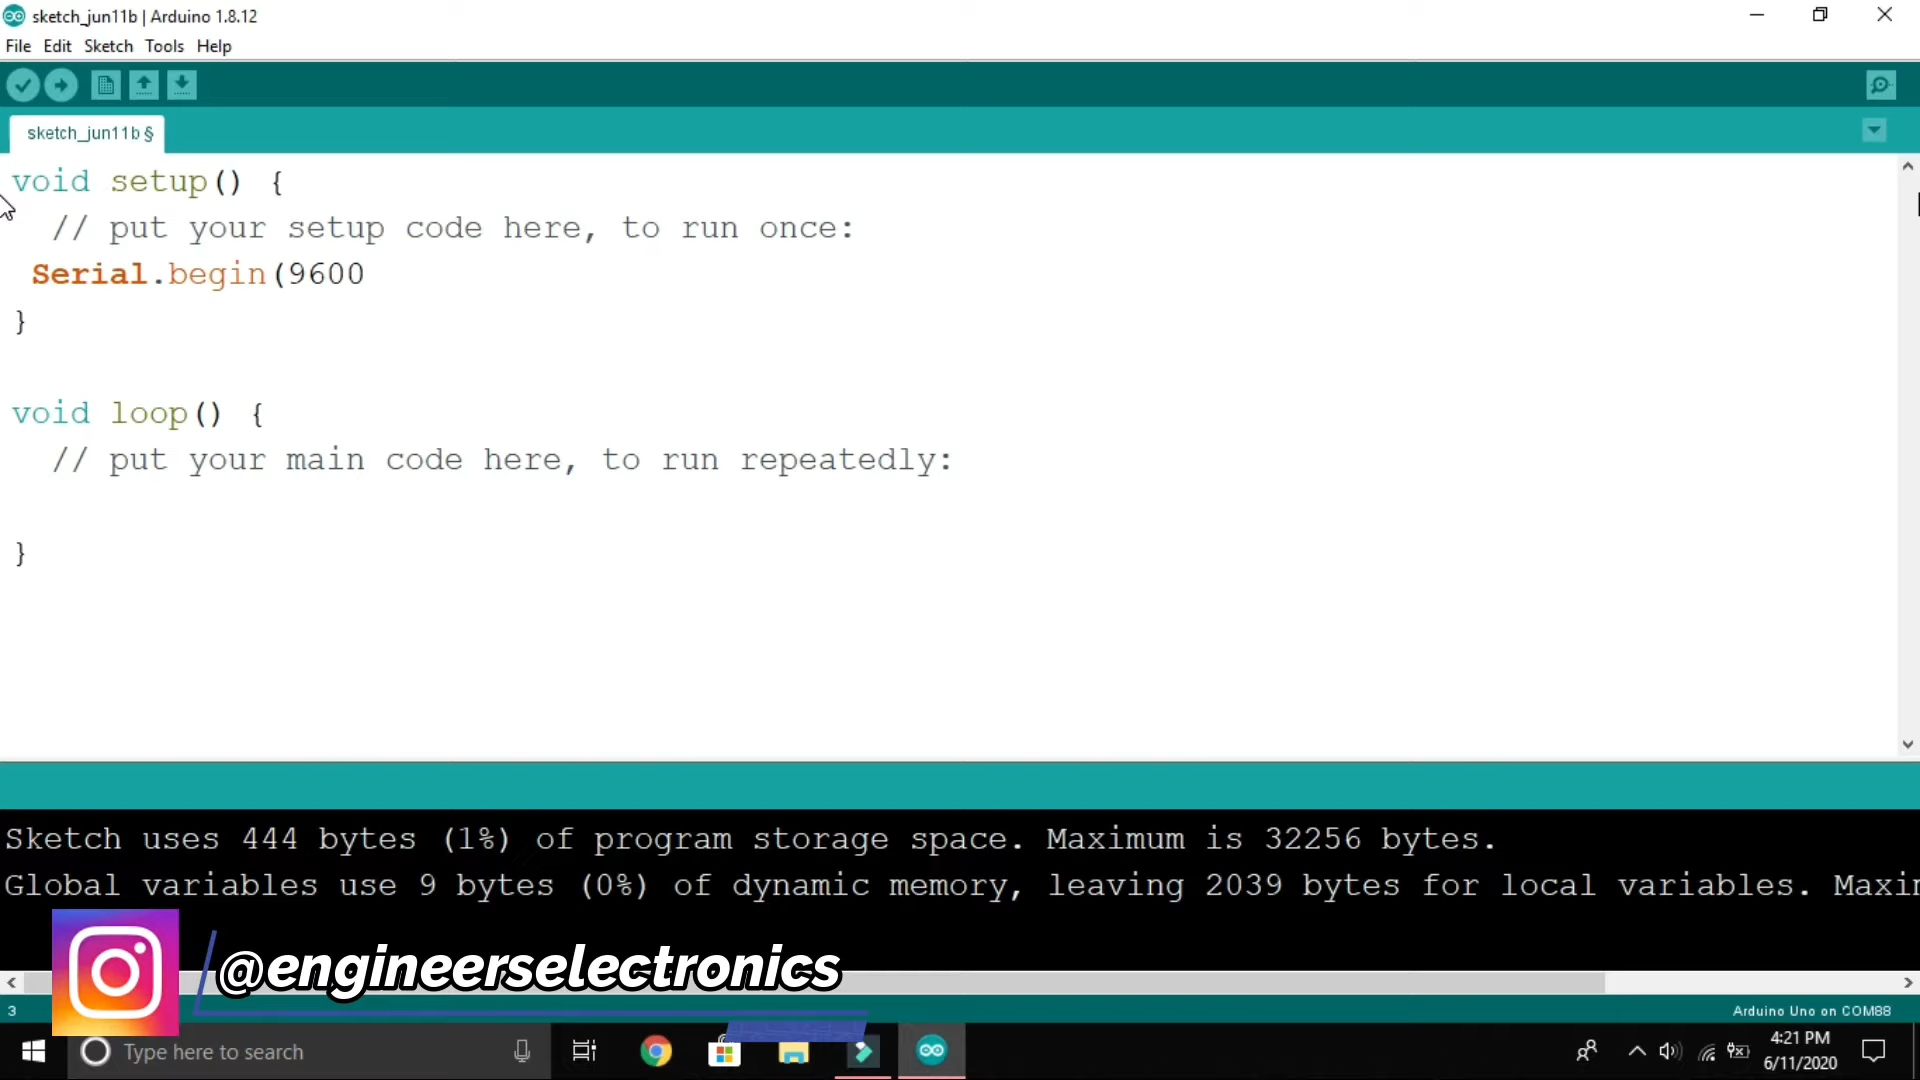 sketch_jun11b | Arduino 1.8.12
File Edit Sketch Tools Help
sketch_jun11b §
void setup() {
// put your setup code here, to run once:
Serial.begin(9600
}
void loop() {
// put your main code here, to run repeatedly:
}
Sketch uses 444 bytes (1%) of program storage space. Maximum is 32256 bytes.
Global variables use 9 bytes (0%) of dynamic memory, leaving 2039 bytes for local variables.
@engineerselectronics
3
Arduino Uno on COM88
Type here to search
4:21 PM
6/11/2020